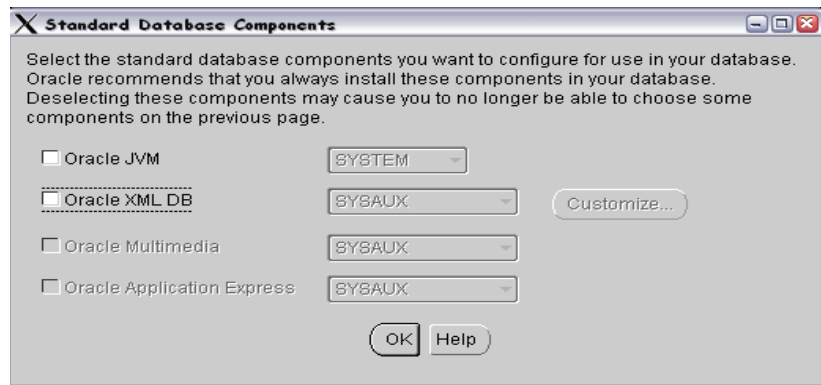 Standard Database Components
Select the standard database components you want to configure for use in your database.
Oracle recommends that you always install these components in your database.
Deselecting these components may cause you to no longer be able to choose some
components on the previous page.
Oracle JVM SYSTEM
Oracle XML DB SYSAUX Customize...
Oracle Multimedia SYSAUX
Oracle Application Express SYSAUX
OK Help